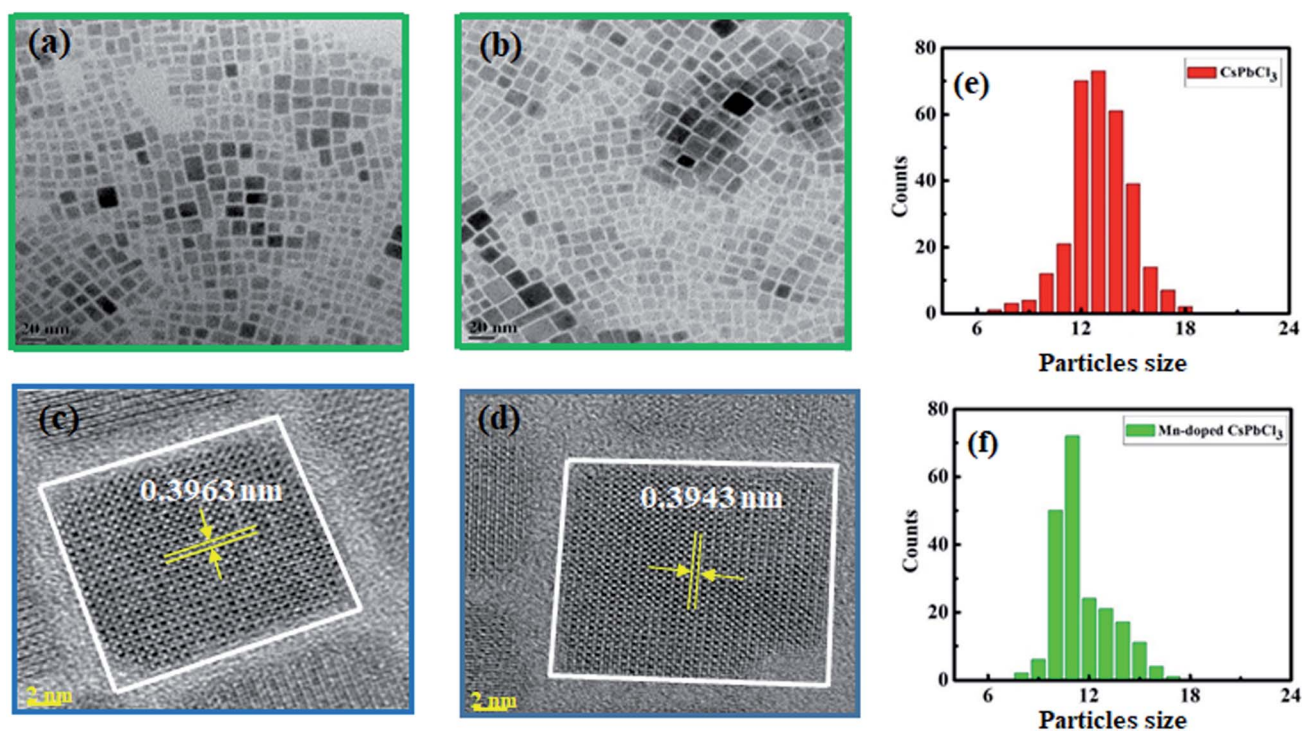 (a)
20 nm
(b)
20 nm
(e)
CsPbCl₃
80
60
40
20
0
6
12
18
24
Counts
Particles size
(c)
0.3963 nm
2 nm
(d)
0.3943 nm
2 nm
(f)
Mn-doped CsPbCl₃
80
60
40
20
0
6
12
18
24
Counts
Particles size